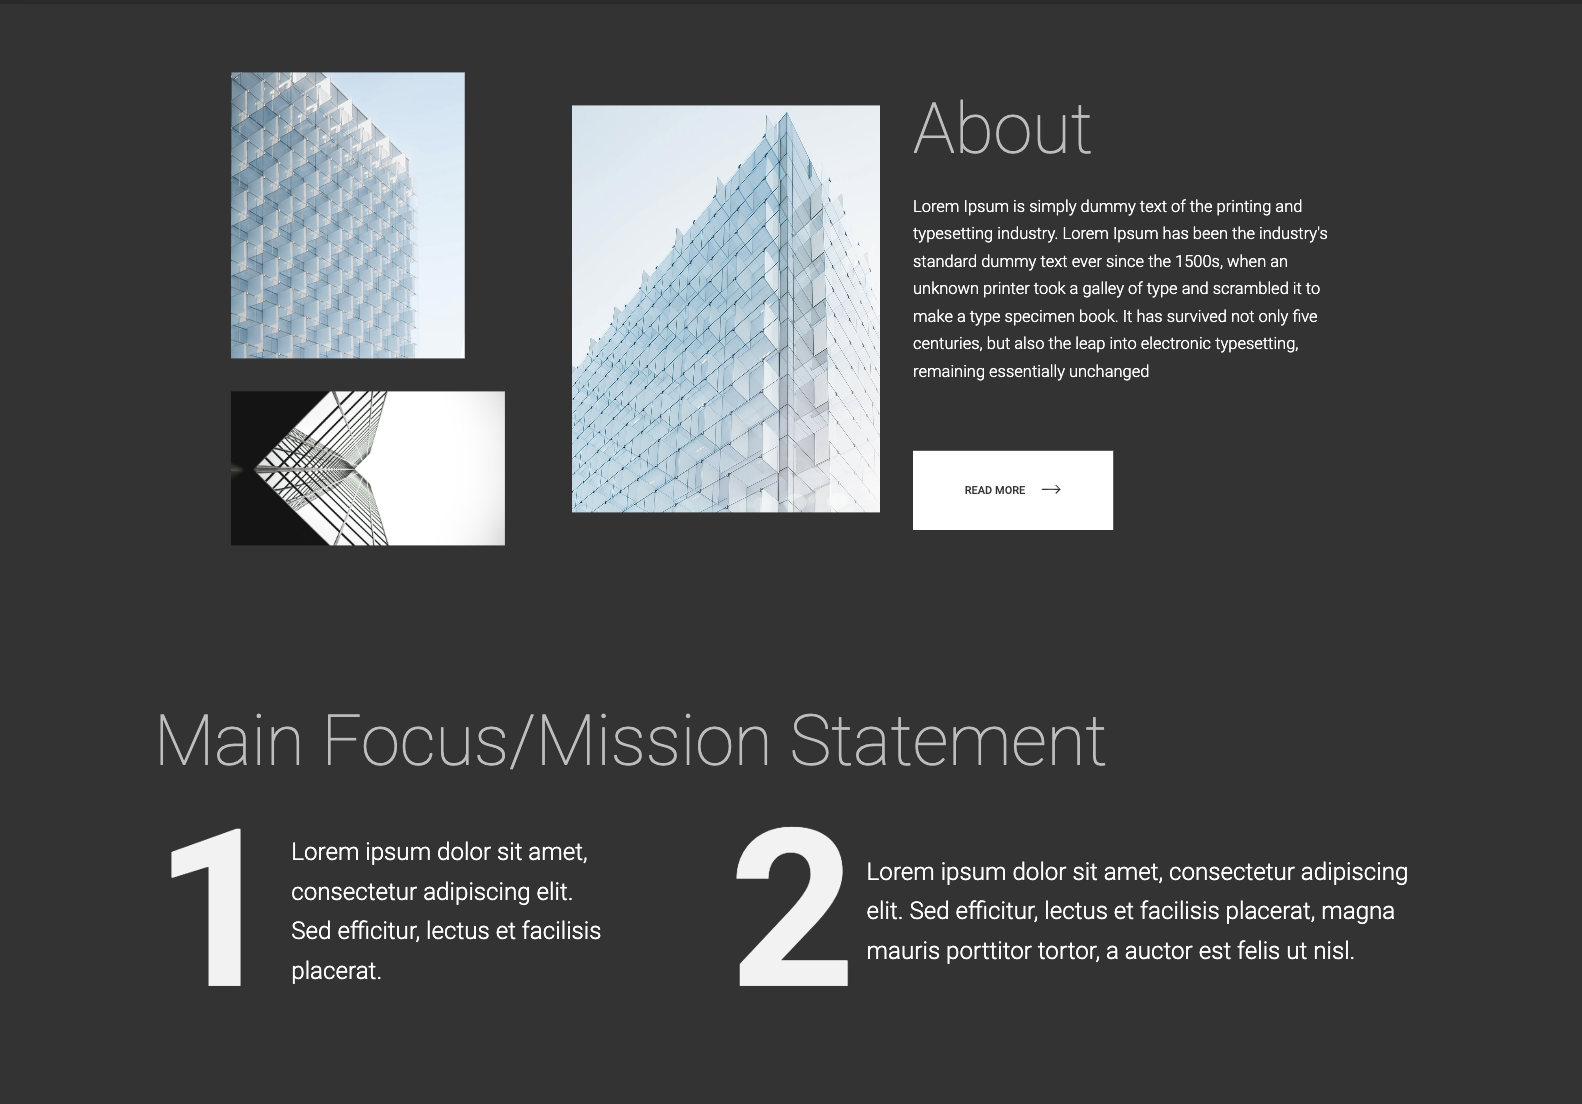 About
Lorem Ipsum is simply dummy text of the printing and
typesetting industry. Lorem Ipsum has been the industry's
standard dummy text ever since the 1500s, when an
unknown printer took a galley of type and scrambled it to
make a type specimen book. It has survived not only five
centuries, but also the leap into electronic typesetting,
remaining essentially unchanged
READ MORE
Main Focus/Mission Statement
1
Lorem ipsum dolor sit amet,
consectetur adipiscing elit.
Sed efficitur, lectus et facilisis
placerat.
2
Lorem ipsum dolor sit amet, consectetur adipiscing
elit. Sed efficitur, lectus et facilisis placerat, magna
mauris porttitor tortor, a auctor est felis ut nisl.